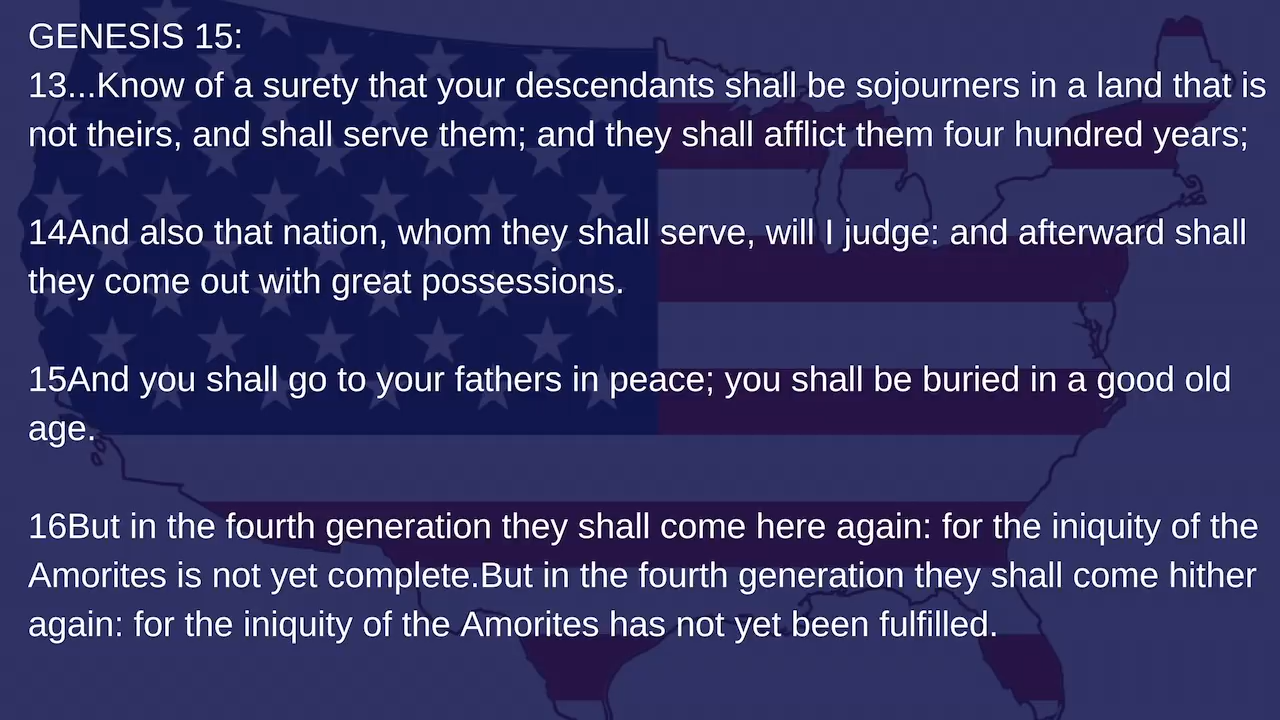 GENESIS 15:
13...Know of a surety that your descendants shall be sojourners in a land that is
not theirs, and shall serve them; and they shall afflict them four hundred years;
14And also that nation, whom they shall serve, will I judge: and afterward shall
they come out with great possessions.
15And you shall go to your fathers in peace; you shall be buried in a good old
age.
16But in the fourth generation they shall come here again: for the iniquity of the
Amorites is not yet complete.But in the fourth generation they shall come hither
again: for the iniquity of the Amorites has not yet been fulfilled.